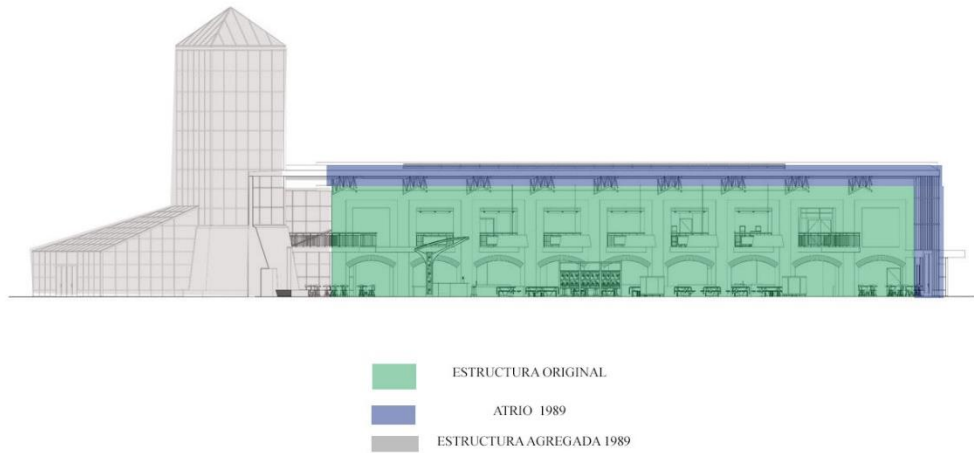 ESTRUCTURA ORIGINAL
ATRIO 1989
ESTRUCTURA AGREGADA 1989